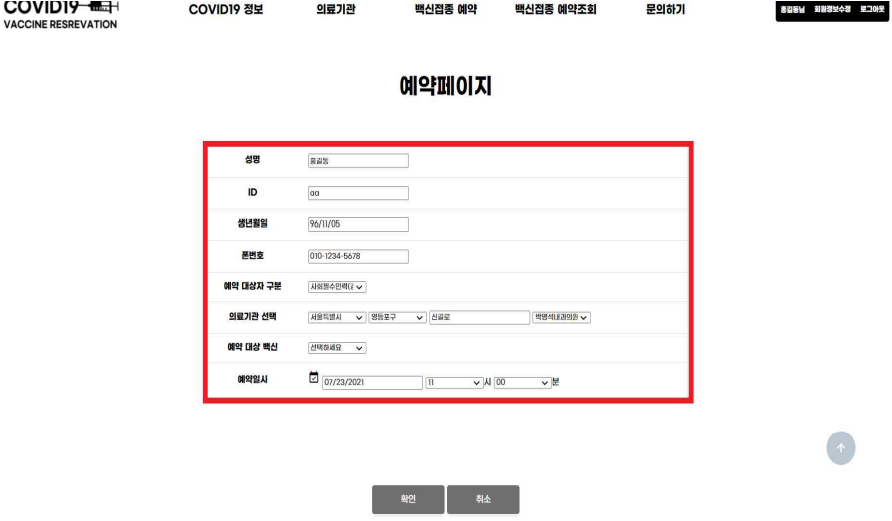 COVID19
VACCINE RESREVATION
COVID19 정보 의료기관 백신접종 예약 백신접종 예약조회 문의하기
홍길동님 회원정보수정 로그아웃
예약페이지
성명 홍길동
ID aa
생년월일 96/11/05
폰번호 010-1234-5678
예약 대상자 구분 사회필수인력(
의료기관 선택 서울특별시 영등포구 신길로 박명석내과의원
예약 대상 백신 선택하세요
예약일시 07/23/2021 11 시 00 분
확인 취소